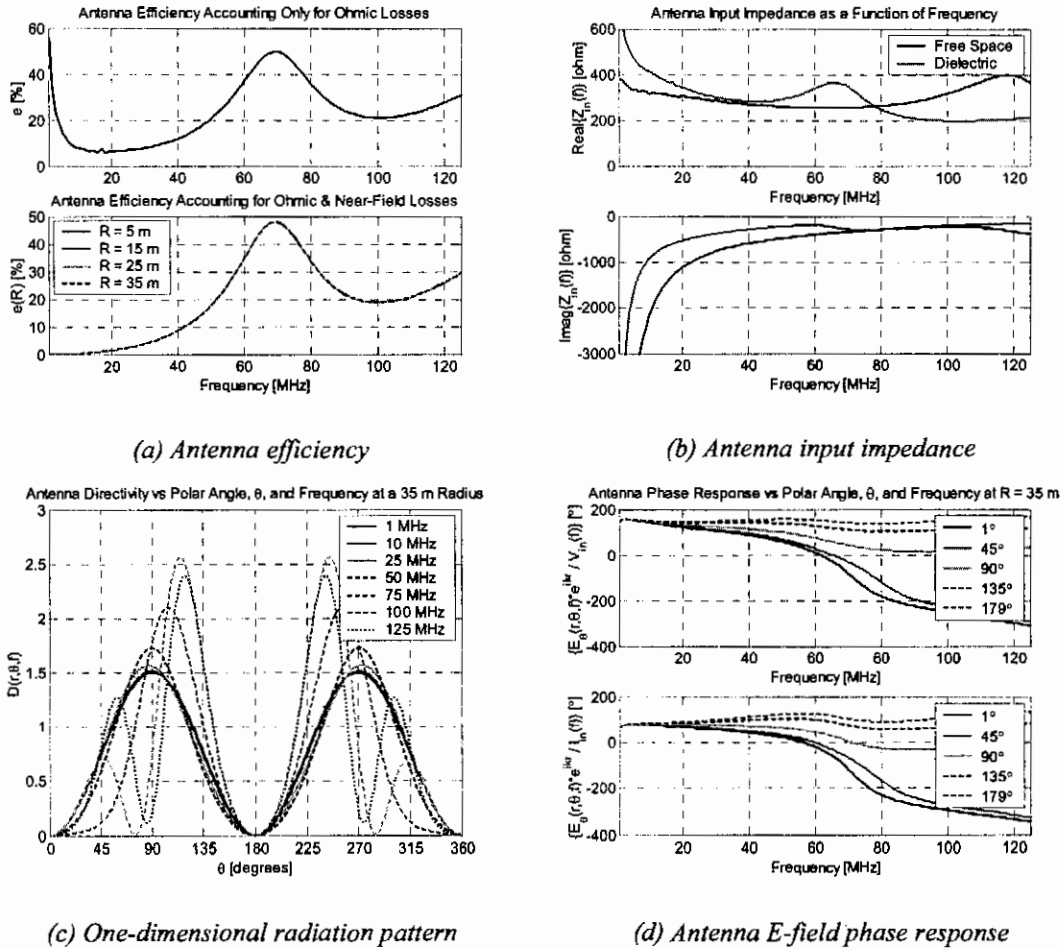 Antenna Efficiency Accounting Only for Ohmic Losses
60
40
20
0
e [%]
20 40 60 80 100 120
Antenna Efficiency Accounting for Ohmic & Near-Field Losses
50
40
30
20
10
0
e(R) [%]
R = 5 m
R = 15 m
R = 25 m
R = 35 m
20 40 60 80 100 120
Frequency [MHz]
(a) Antenna efficiency
Antenna Input Impedance as a Function of Frequency
600
400
200
0
Real{Z_in(f)} [ohm]
Free Space
Dielectric
20 40 60 80 100 120
Frequency [MHz]
0
-1000
-2000
-3000
Imag{Z_in(f)} [ohm]
20 40 60 80 100 120
Frequency [MHz]
(b) Antenna input impedance
Antenna Directivity vs Polar Angle, θ, and Frequency at a 35 m Radius
3
2.5
2
1.5
1
0.5
0
D(r,θ,f)
1 MHz
10 MHz
25 MHz
50 MHz
75 MHz
100 MHz
125 MHz
0 45 90 135 180 225 270 315 360
θ [degrees]
(c) One-dimensional radiation pattern
Antenna Phase Response vs Polar Angle, θ, and Frequency at R = 35 m
200
0
-200
-400
{E_θ(r,θ,f)*e^ikr / V_in(f)} [°]
1°
45°
90°
135°
179°
20 40 60 80 100 120
Frequency [MHz]
200
0
-200
-400
{E_θ(r,θ,f)*e^ikr / I_in(f)} [°]
1°
45°
90°
135°
179°
20 40 60 80 100 120
Frequency [MHz]
(d) Antenna E-field phase response